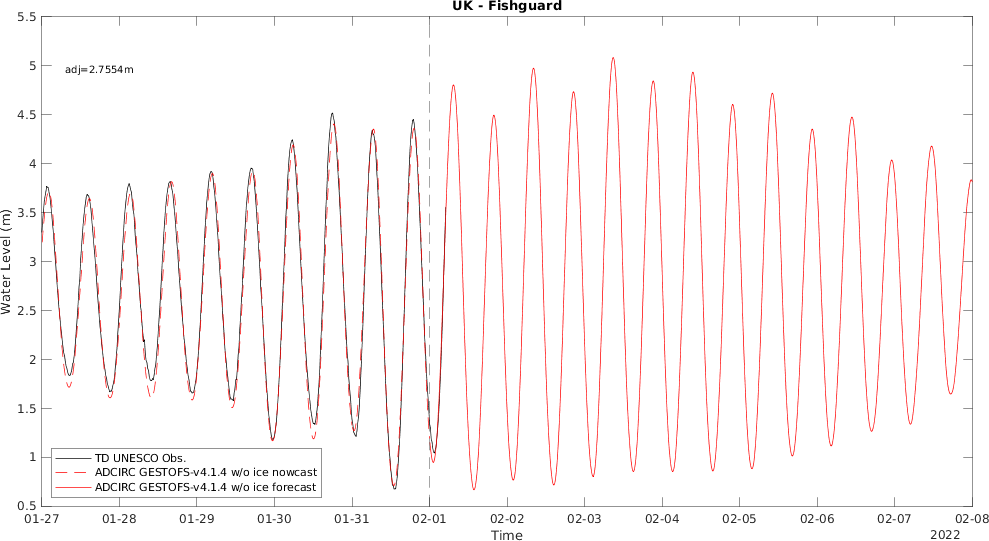 UK - Fishguard
adj=2.7554m
5.5
5
4.5
4
3.5
3
2.5
2
1.5
1
0.5
Water Level (m)
TD UNESCO Obs.
ADCIRC GESTOFS-v4.1.4 w/o ice nowcast
ADCIRC GESTOFS-v4.1.4 w/o ice forecast
01-27 01-28 01-29 01-30 01-31 02-01 02-02 02-03 02-04 02-05 02-06 02-07 02-08
Time
2022